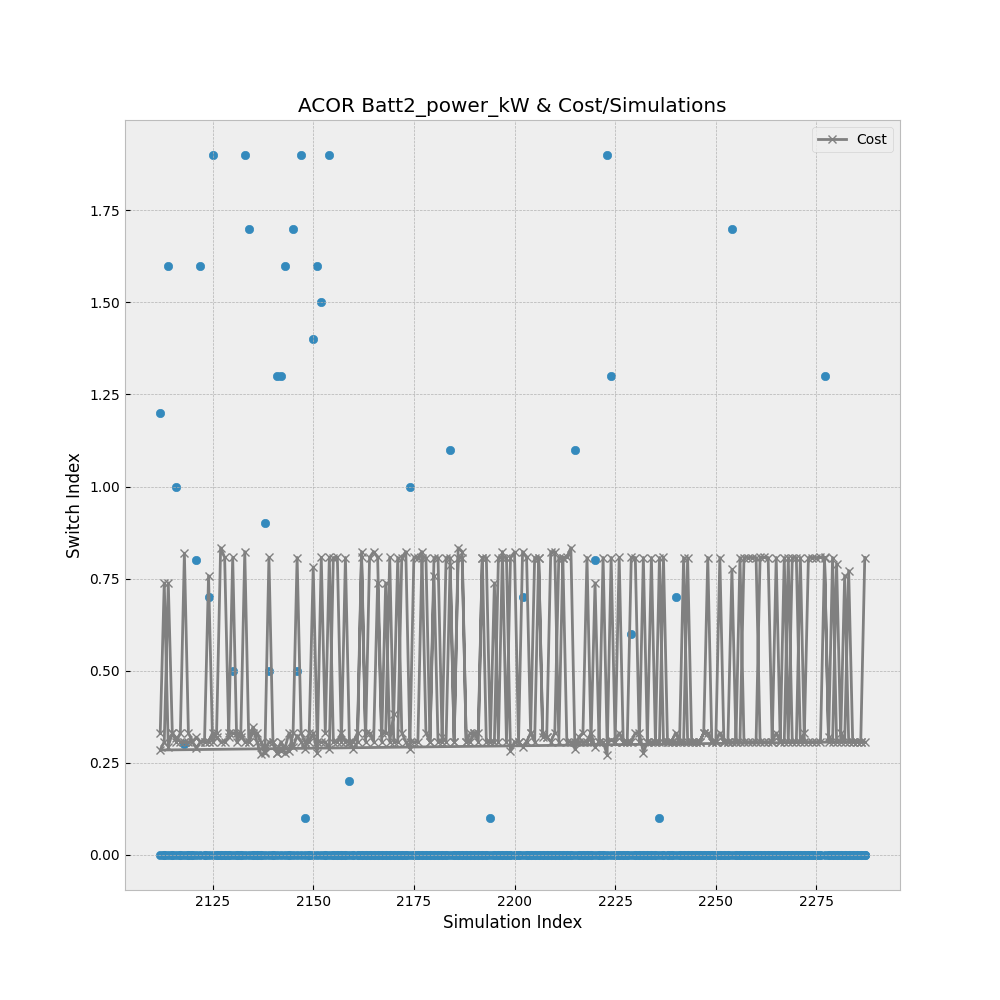 ACOR Batt2_power_kW & Cost/Simulations
Cost
Switch Index
1.75
1.50
1.25
1.00
0.75
0.50
0.25
0.00
2125 2150 2175 2200 2225 2250 2275
Simulation Index